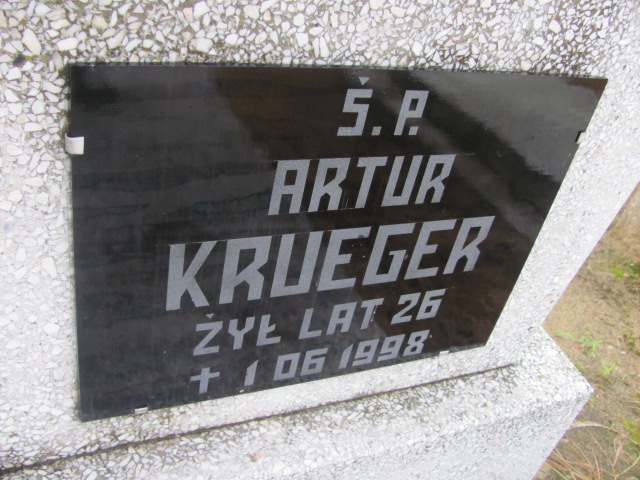 Ś.P.
ARTUR
KRUEGER
ŻYŁ LAT 26
+ 1 06 1998